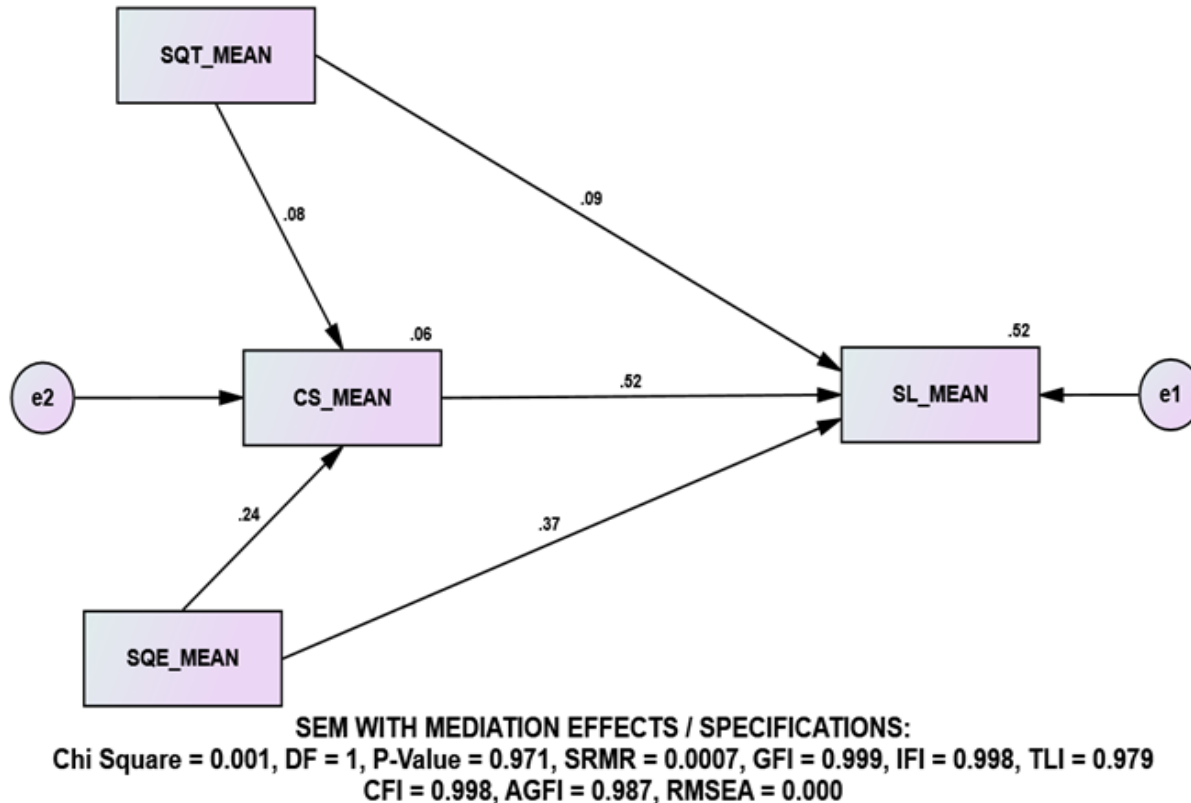 SQT_MEAN
.08
.09
.06
.52
e2
CS_MEAN
.52
SL_MEAN
e1
.24
.37
SQE_MEAN
SEM WITH MEDIATION EFFECTS / SPECIFICATIONS:
Chi Square = 0.001, DF = 1, P-Value = 0.971, SRMR = 0.0007, GFI = 0.999, IFI = 0.998, TLI = 0.979
CFI = 0.998, AGFI = 0.987, RMSEA = 0.000